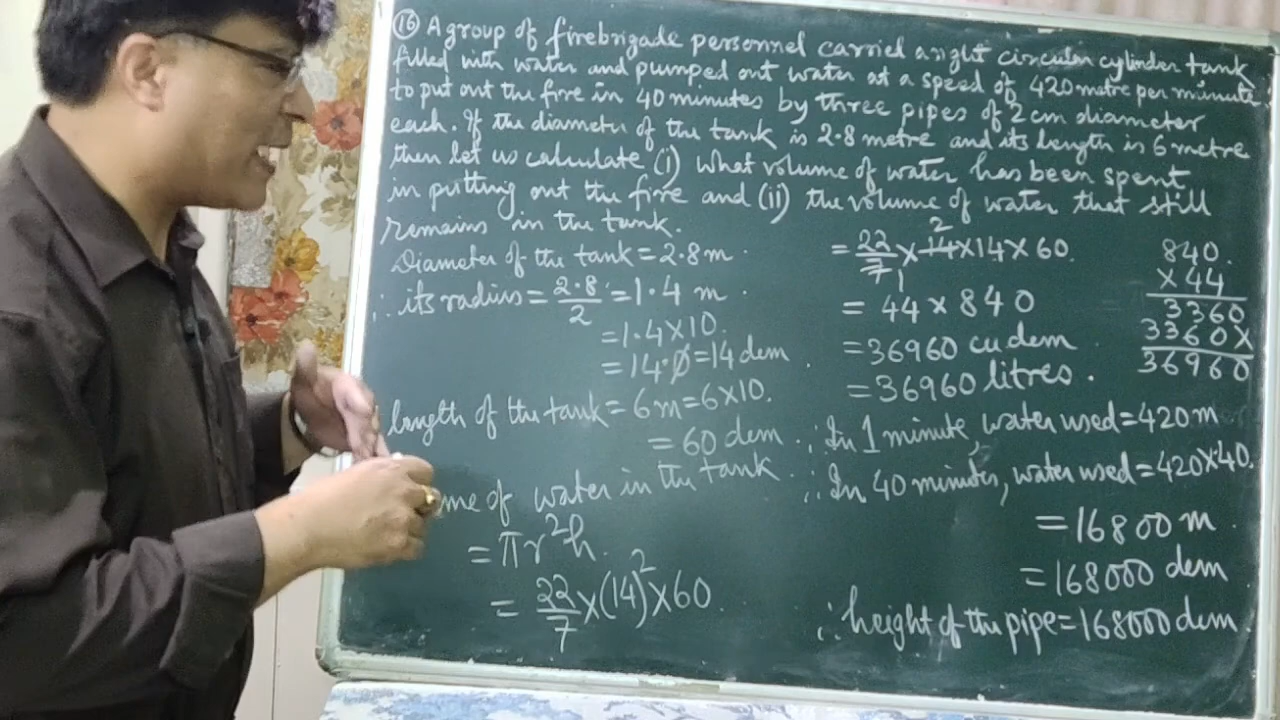 (16) A group of firebrigade personnel carried a right circular cylinder tank
filled with water and pumped out water at a speed of 420 metre per minute
to put out the fire in 40 minutes by three pipes of 2 cm diameter
each. If the diameter of the tank is 2.8 metre and its length is 6 metre
then let us calculate (i) what volume of water has been spent
in putting out the fire and (ii) the volume of water that still
remains in the tank.
Diameter of the tank = 2.8 m.
∴ its radius = 2.8/2 = 1.4 m.
= 1.4 × 10.
= 14.0 = 14 dcm.
length of the tank = 6 m = 6 × 10.
= 60 dcm.
me of water in the tank
= πr²h.
= 22/7 × (14)² × 60.
2
= 22/7 × 14 × 14 × 60.
1
= 44 × 840
= 36960 cu dcm
= 36960 litres.
840.
× 44
3360
3360×
36960
∴ In 1 minute, water used = 420 m
∴ In 40 minutes, water used = 420 × 40.
= 16800 m.
= 168000 dcm
∴ height of the pipe = 168000 dcm